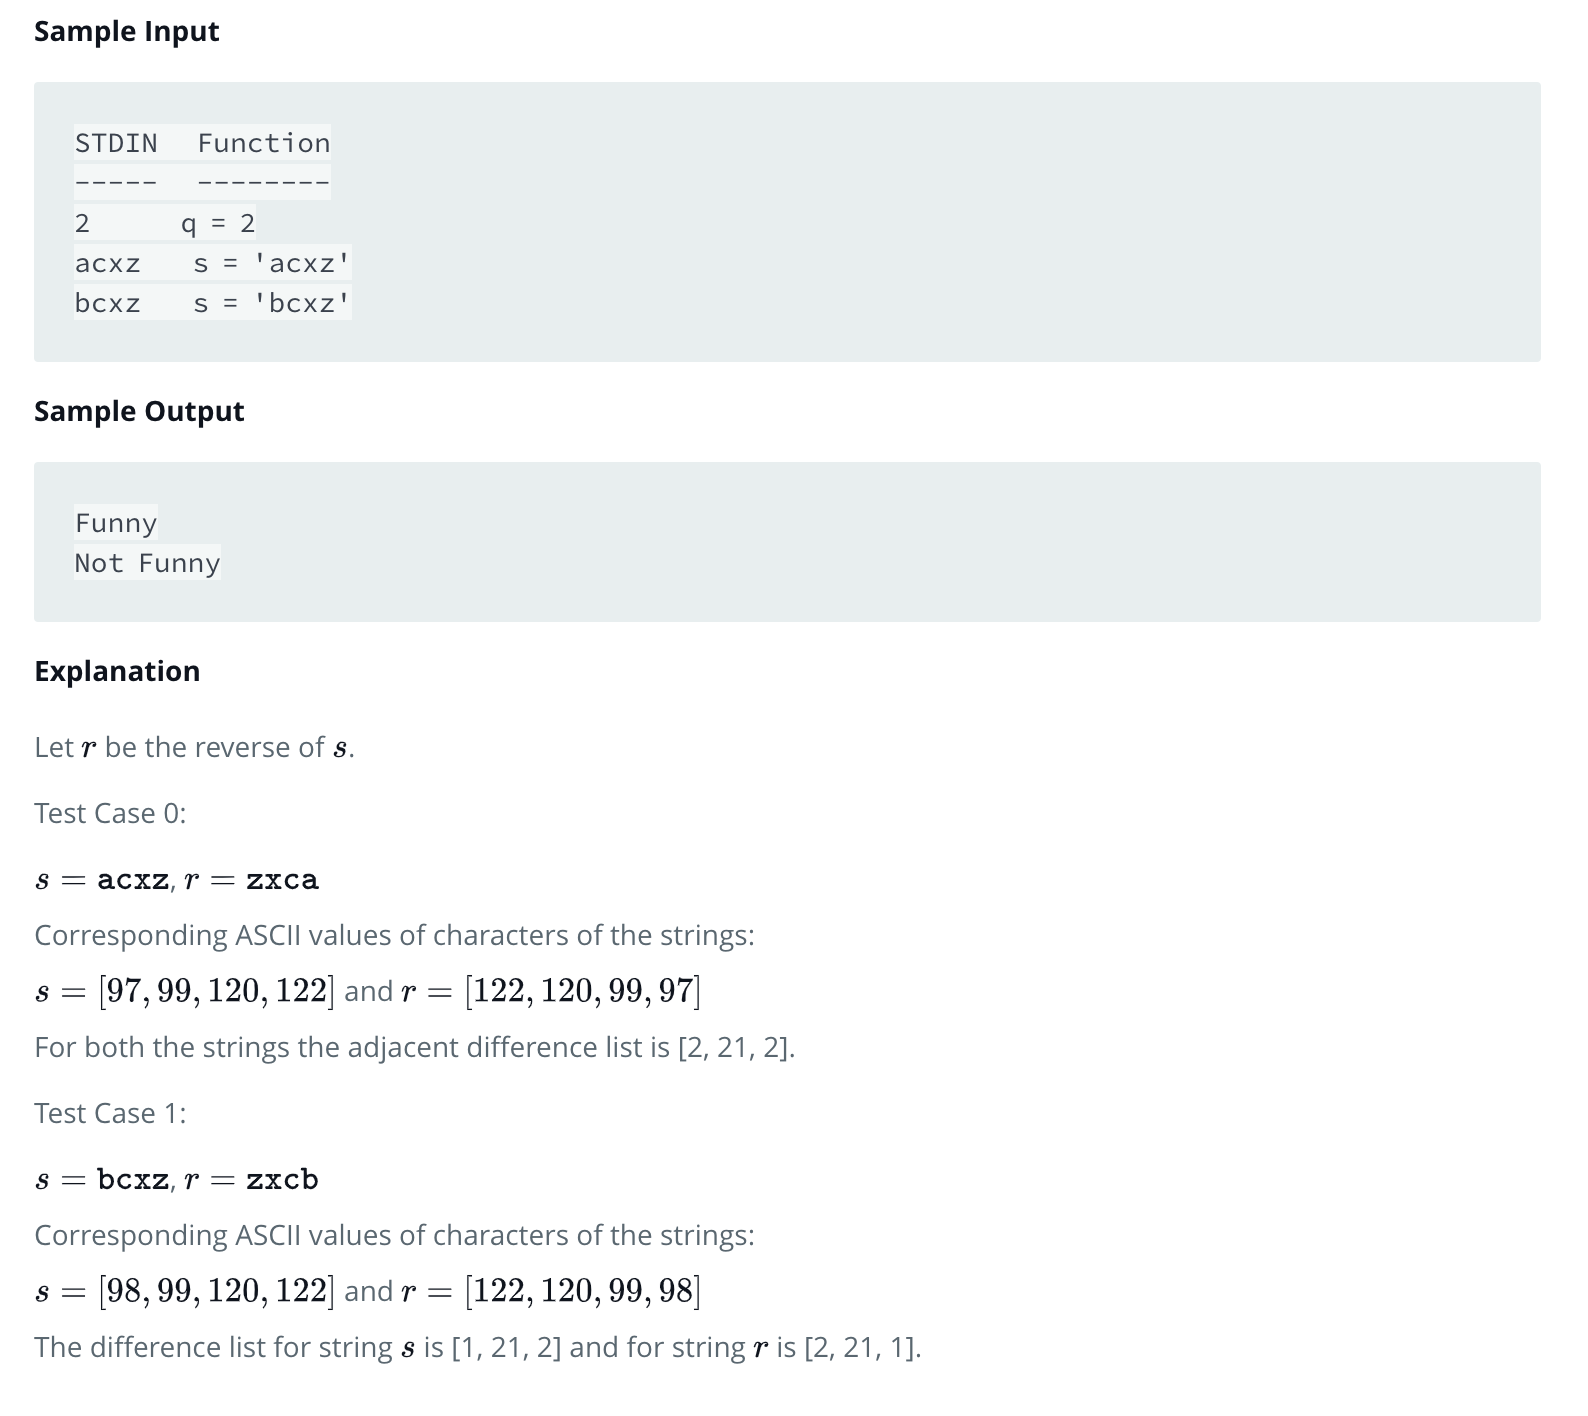 Sample Input
STDIN  Function
-----  --------
2      q = 2
acxz   s = 'acxz'
bcxz   s = 'bcxz'
Sample Output
Funny
Not Funny
Explanation
Let r be the reverse of s.
Test Case 0:
s = acxz, r = zxca
Corresponding ASCII values of characters of the strings:
s = [97, 99, 120, 122] and r = [122, 120, 99, 97]
For both the strings the adjacent difference list is [2, 21, 2].
Test Case 1:
s = bcxz, r = zxcb
Corresponding ASCII values of characters of the strings:
s = [98, 99, 120, 122] and r = [122, 120, 99, 98]
The difference list for string s is [1, 21, 2] and for string r is [2, 21, 1].